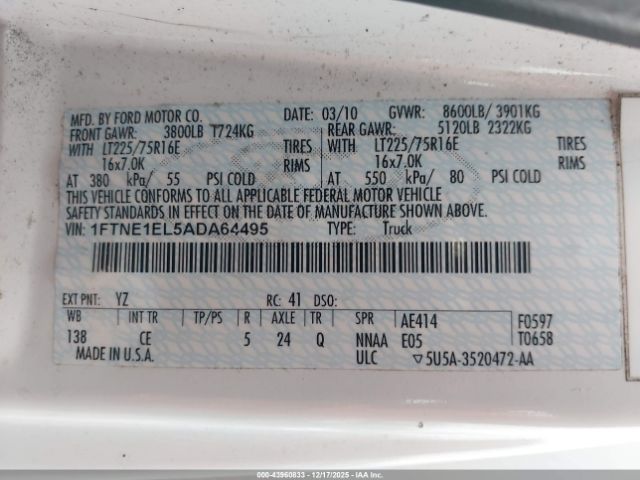 MFD. BY FORD MOTOR CO. DATE: 03/10 GVWR: 8600LB/ 3901KG
FRONT GAWR: 3800LB 1724KG REAR GAWR: 5120LB 2322KG
WITH LT225/75R16E TIRES WITH LT225/75R16E TIRES
16x7.0K RIMS 16x7.0K RIMS
AT 380 kPa/ 55 PSI COLD AT 550 kPa/ 80 PSI COLD
THIS VEHICLE CONFORMS TO ALL APPLICABLE FEDERAL MOTOR VEHICLE
SAFETY STANDARDS IN EFFECT ON THE DATE OF MANUFACTURE SHOWN ABOVE.
VIN: 1FTNE1EL5ADA64495 TYPE: Truck
EXT PNT: YZ RC: 41 DSO:
WB INT TR TP/PS R AXLE TR SPR AE414 F0597
138 CE 5 24 Q NNAA E05 T0658
MADE IN U.S.A. ULC ▽5U5A-3520472-AA
000-43960833 - 12/17/2025 - IAA Inc.